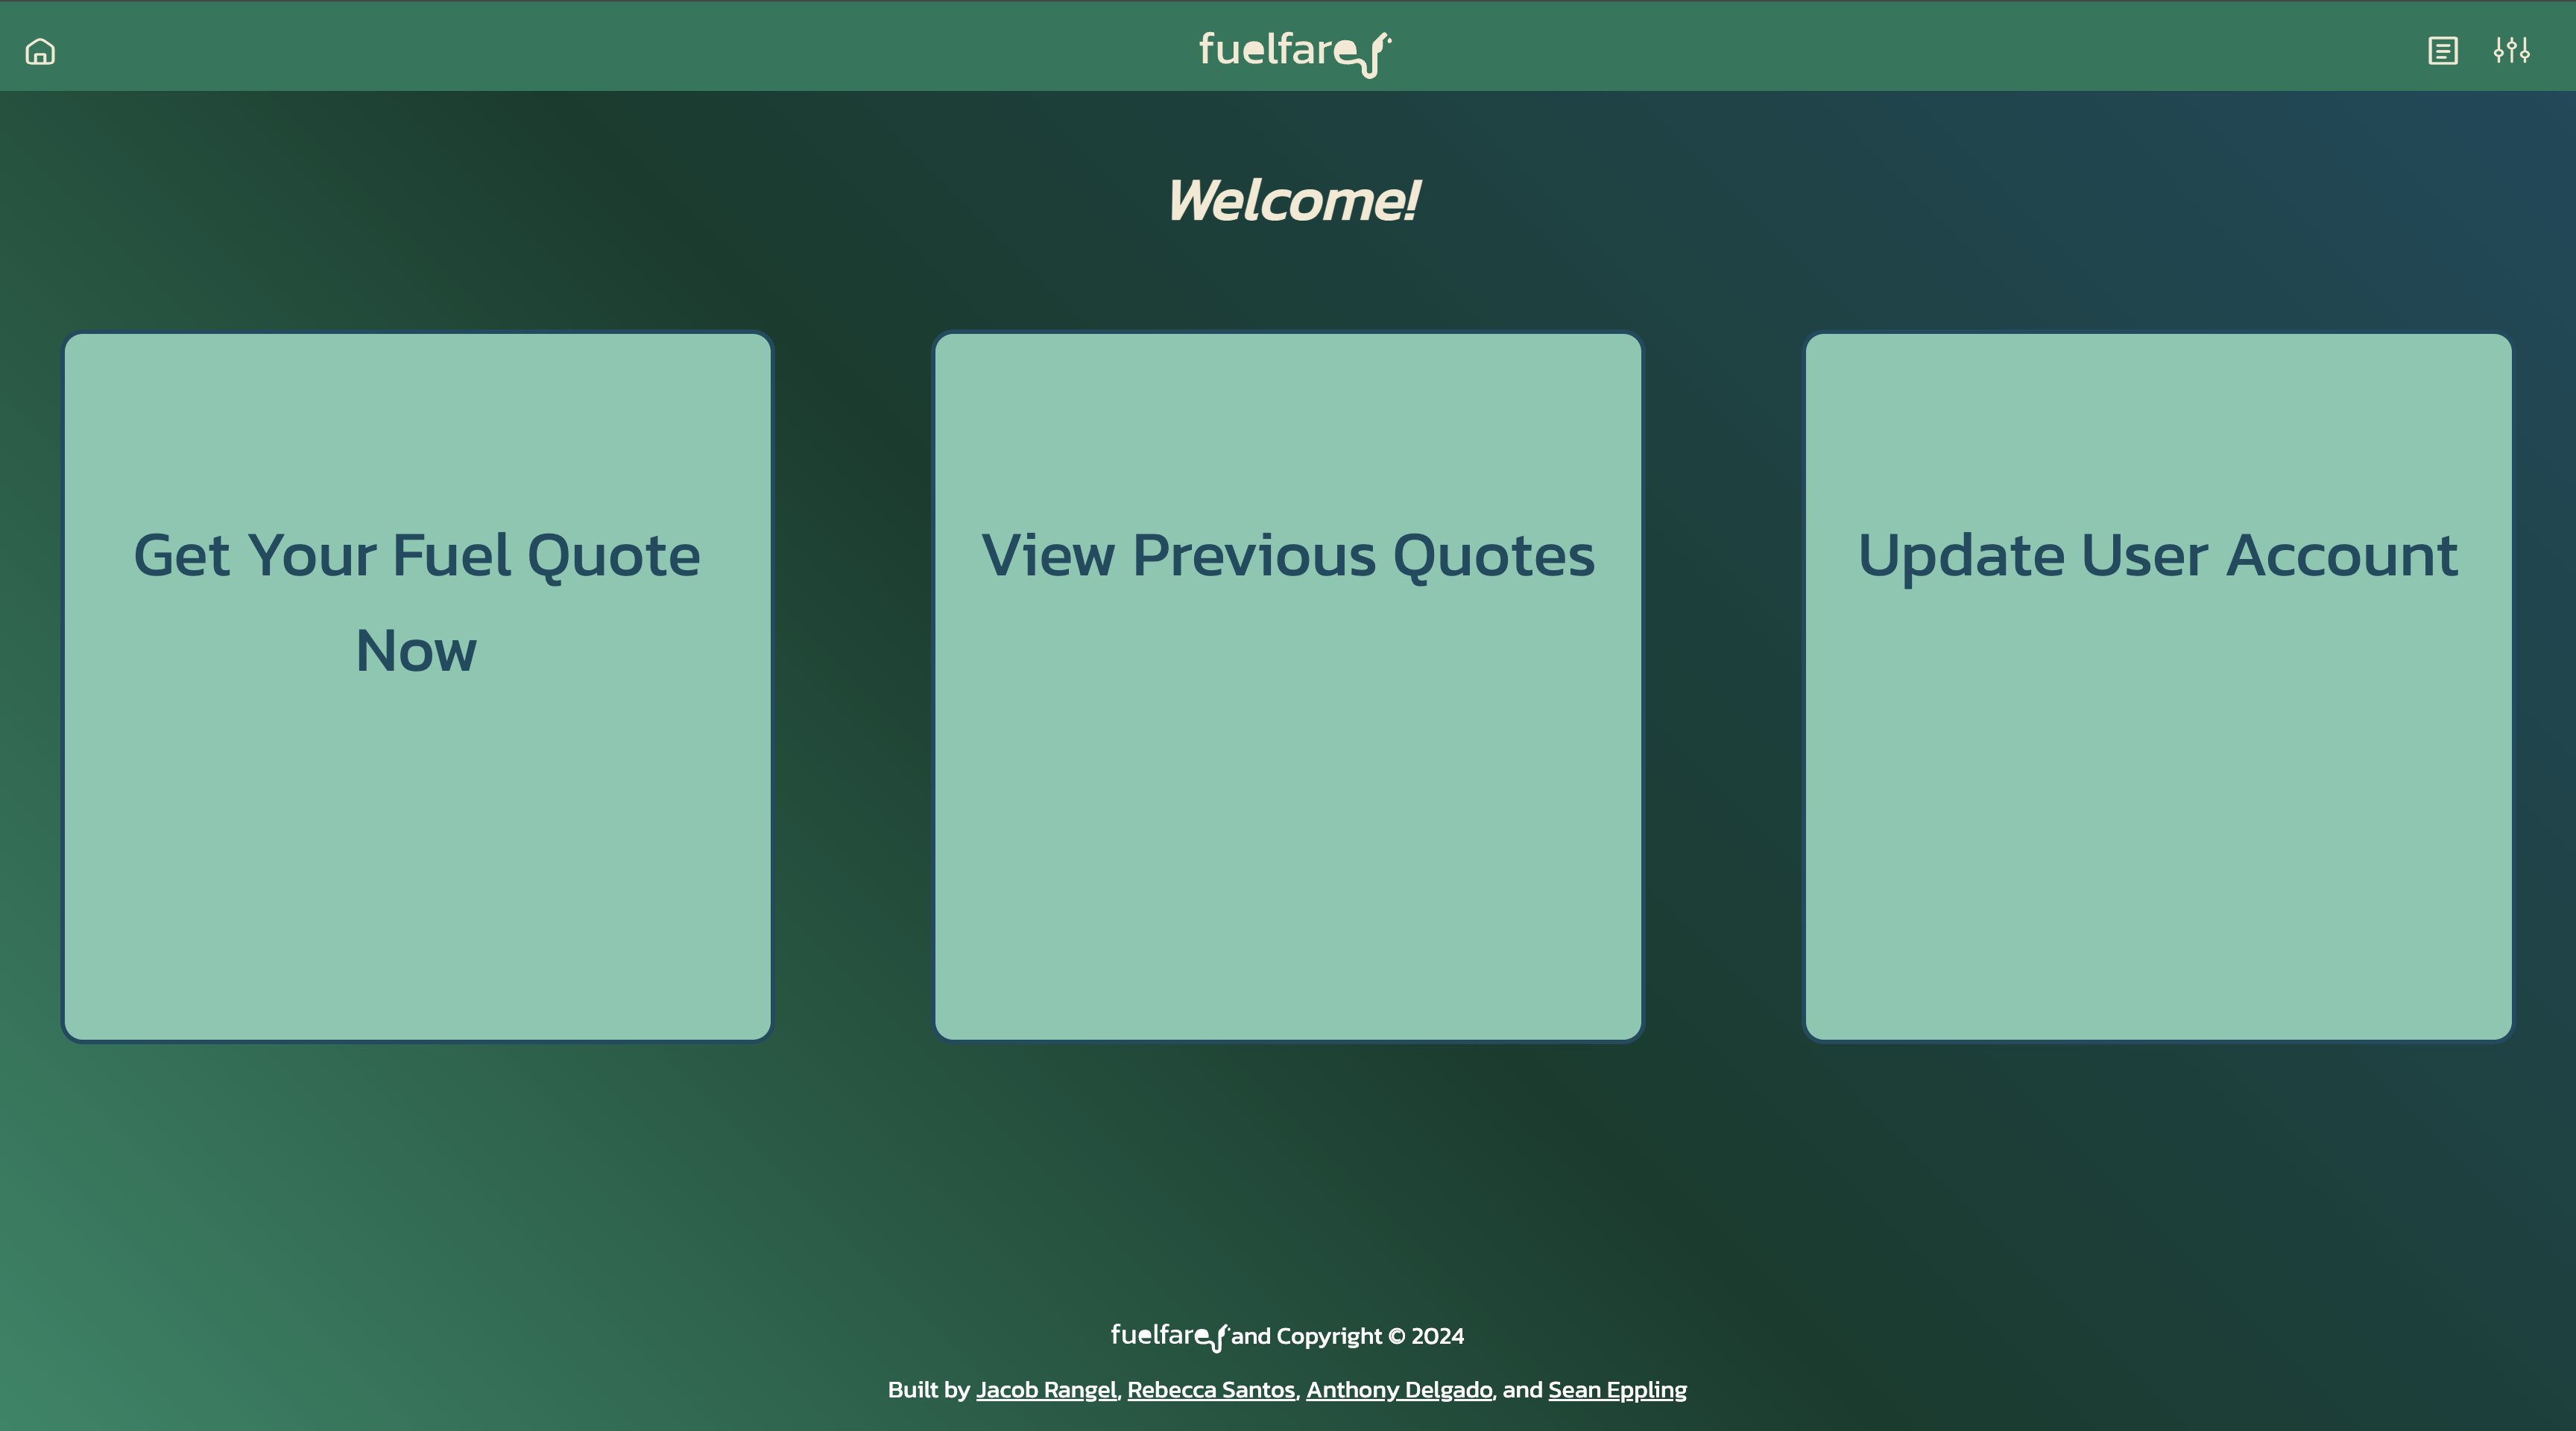 fuelfare
Welcome!
Get Your Fuel Quote
Now
View Previous Quotes
Update User Account
fuelfare and Copyright © 2024
Built by Jacob Rangel, Rebecca Santos, Anthony Delgado, and Sean Eppling